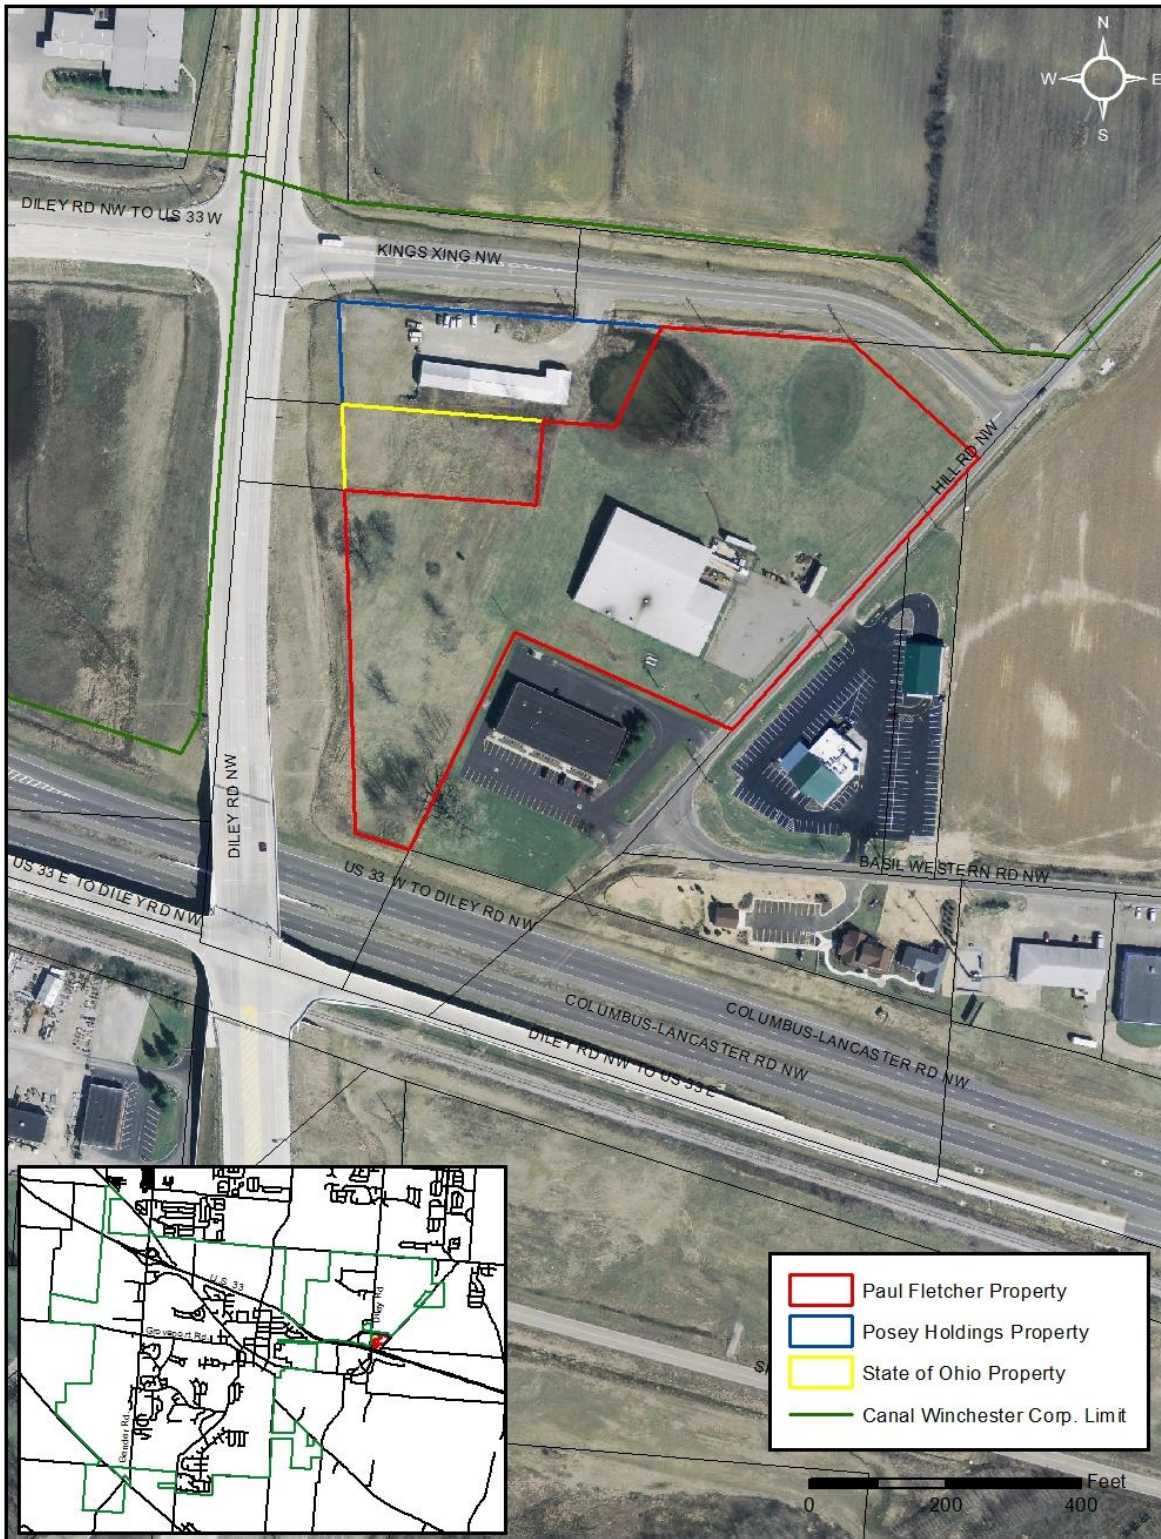 N
W E
S
DILEY RD NW TO US 33 W
KINGS XING NW
HILL RD NW
DILEY RD NW
US 33 E TO DILEY RD NW
US 33 W TO DILEY RD NW
BASIL WESTERN RD NW
COLUMBUS-LANCASTER RD NW
COLUMBUS-LANCASTER RD NW
DILEY RD NW TO US 33 E
U.S. 33
Diley Rd
Groveport Rd.
Gender Rd.
Paul Fletcher Property
Posey Holdings Property
State of Ohio Property
Canal Winchester Corp. Limit
Feet
0 200 400